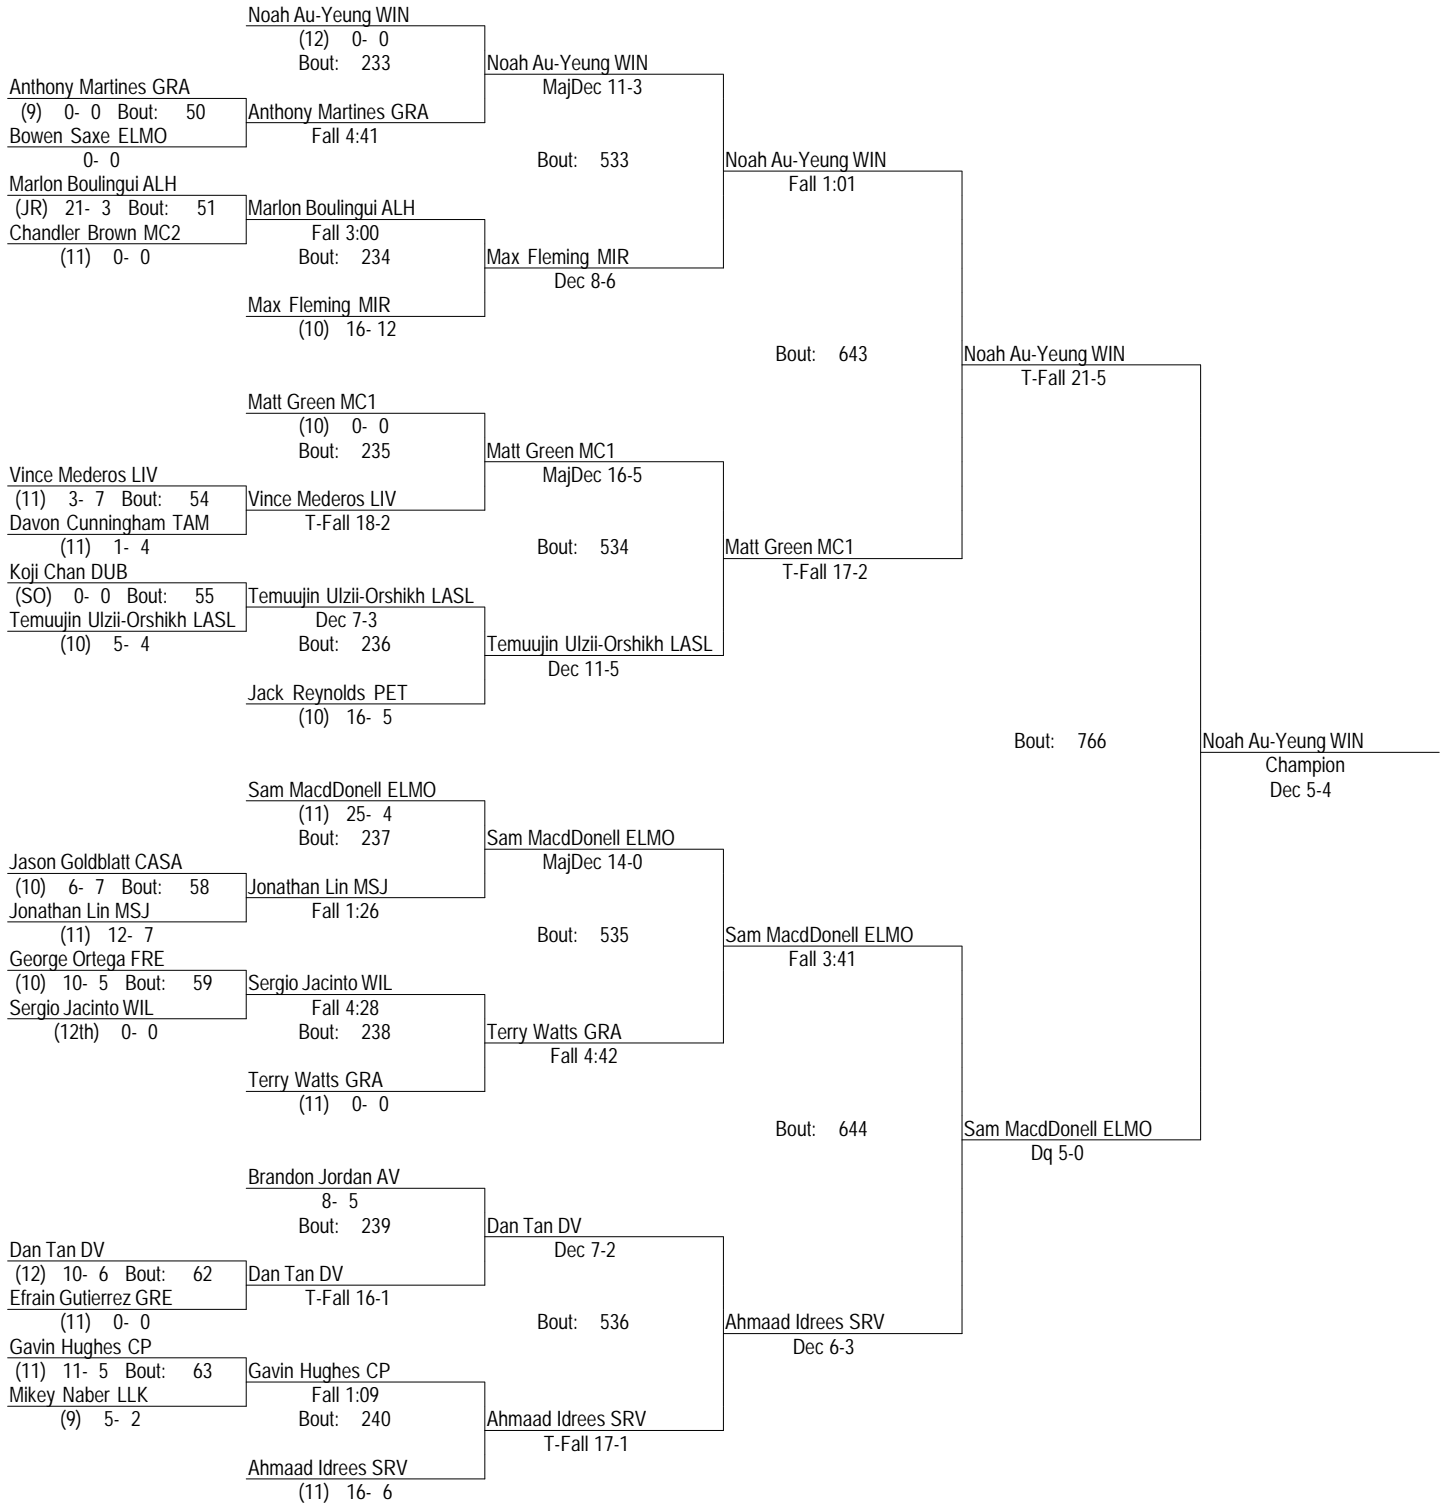 Noah Au-Yeung WIN
(12) 0- 0
Bout: 233
Noah Au-Yeung WIN
MajDec 11-3
Anthony Martines GRA
(9) 0- 0 Bout: 50
Anthony Martines GRA
Bowen Saxe ELMO
Fall 4:41
0- 0
Bout: 533
Noah Au-Yeung WIN
Marlon Boulingui ALH
Fall 1:01
(JR) 21- 3 Bout: 51
Marlon Boulingui ALH
Chandler Brown MC2
Fall 3:00
(11) 0- 0
Bout: 234
Max Fleming MIR
Dec 8-6
Max Fleming MIR
(10) 16- 12
Bout: 643
Noah Au-Yeung WIN
T-Fall 21-5
Matt Green MC1
(10) 0- 0
Bout: 235
Matt Green MC1
MajDec 16-5
Vince Mederos LIV
(11) 3- 7 Bout: 54
Vince Mederos LIV
Davon Cunningham TAM
T-Fall 18-2
(11) 1- 4
Bout: 534
Matt Green MC1
Koji Chan DUB
T-Fall 17-2
(SO) 0- 0 Bout: 55
Temuujin Ulzii-Orshikh LASL
Temuujin Ulzii-Orshikh LASL
Dec 7-3
(10) 5- 4
Bout: 236
Temuujin Ulzii-Orshikh LASL
Dec 11-5
Jack Reynolds PET
(10) 16- 5
Bout: 766
Noah Au-Yeung WIN
Champion
Dec 5-4
Sam MacdDonell ELMO
(11) 25- 4
Bout: 237
Sam MacdDonell ELMO
MajDec 14-0
Jason Goldblatt CASA
(10) 6- 7 Bout: 58
Jonathan Lin MSJ
Jonathan Lin MSJ
Fall 1:26
(11) 12- 7
Bout: 535
Sam MacdDonell ELMO
George Ortega FRE
Fall 3:41
(10) 10- 5 Bout: 59
Sergio Jacinto WIL
Sergio Jacinto WIL
Fall 4:28
(12th) 0- 0
Bout: 238
Terry Watts GRA
Fall 4:42
Terry Watts GRA
(11) 0- 0
Bout: 644
Sam MacdDonell ELMO
Dq 5-0
Brandon Jordan AV
8- 5
Bout: 239
Dan Tan DV
Dec 7-2
Dan Tan DV
(12) 10- 6 Bout: 62
Dan Tan DV
Efrain Gutierrez GRE
T-Fall 16-1
(11) 0- 0
Bout: 536
Ahmaad Idrees SRV
Gavin Hughes CP
Dec 6-3
(11) 11- 5 Bout: 63
Gavin Hughes CP
Mikey Naber LLK
Fall 1:09
(9) 5- 2
Bout: 240
Ahmaad Idrees SRV
T-Fall 17-1
Ahmaad Idrees SRV
(11) 16- 6